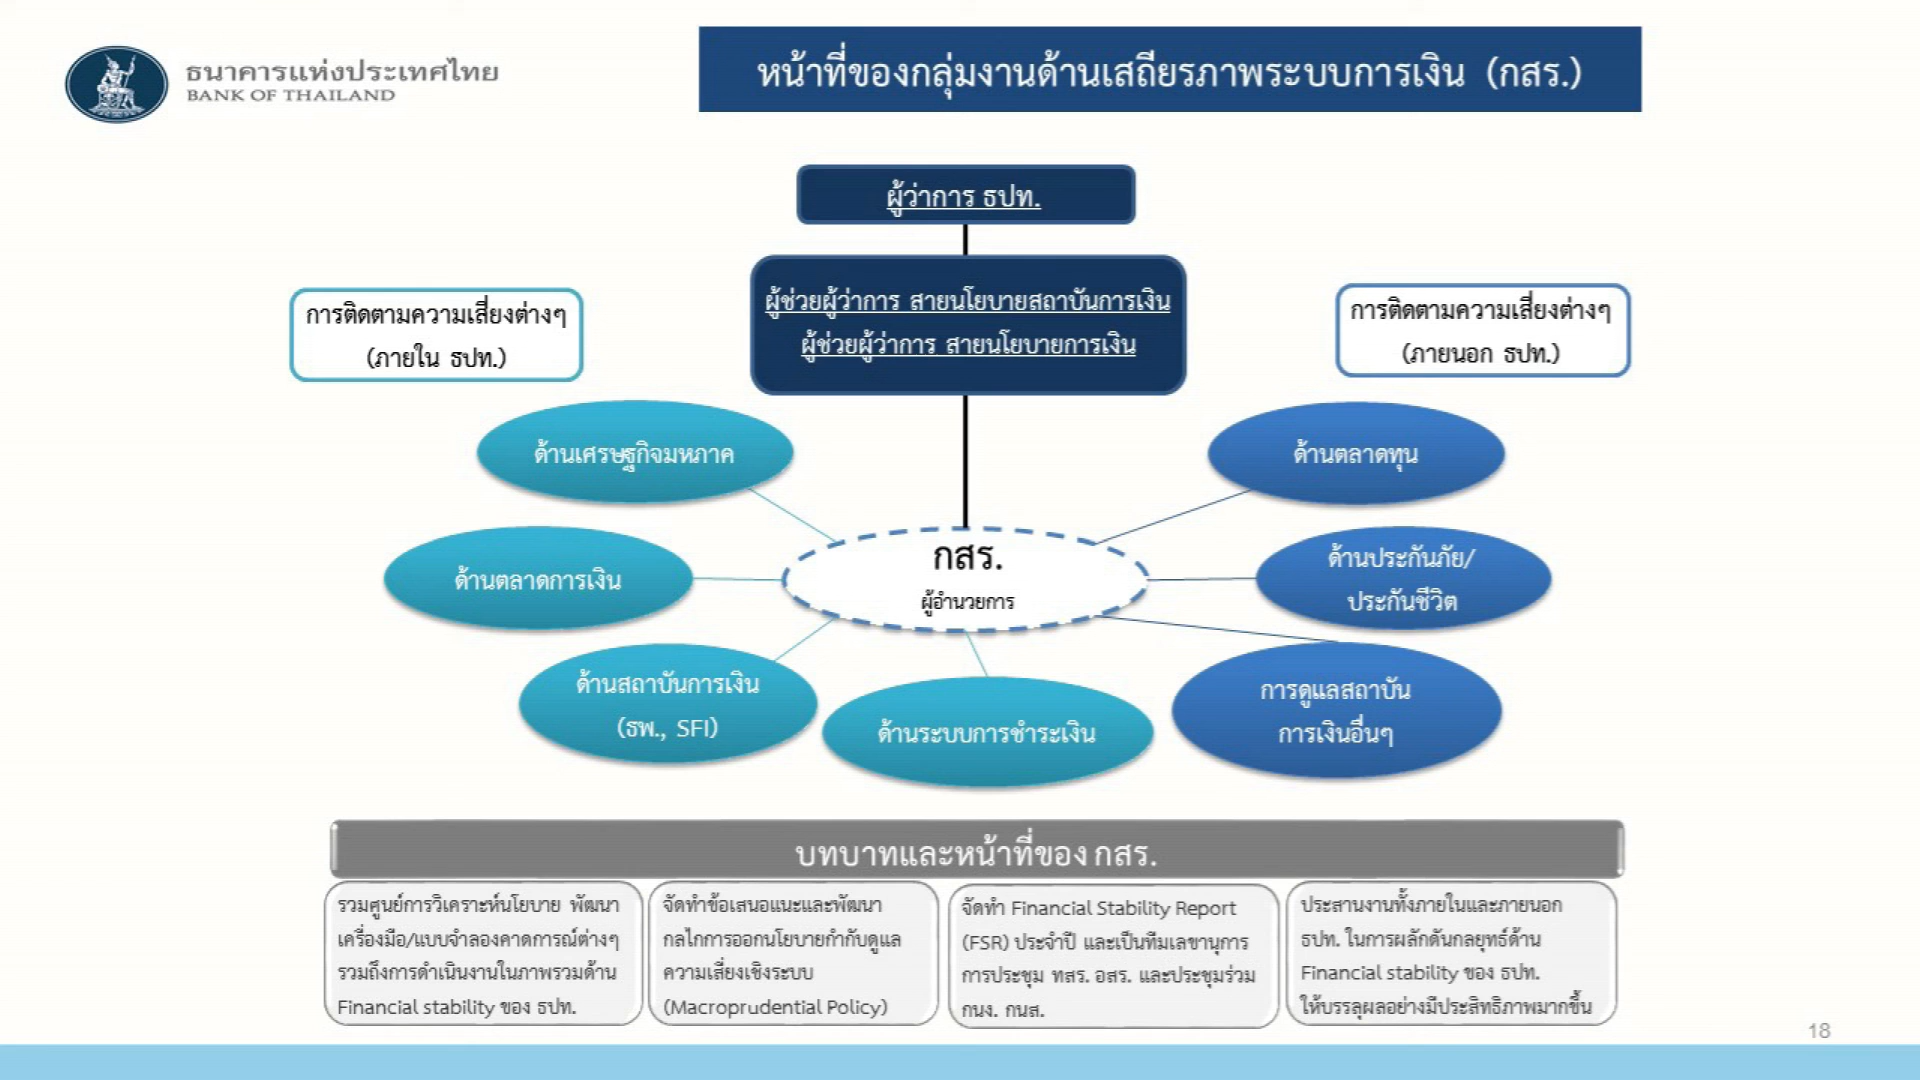 ธนาคารแห่งประเทศไทย
BANK OF THAILAND
หน้าที่ของกลุ่มงานด้านเสถียรภาพระบบการเงิน (กสร.)
ผู้ว่าการ ธปท.
ผู้ช่วยผู้ว่าการ สายนโยบายสถาบันการเงิน
ผู้ช่วยผู้ว่าการ สายนโยบายการเงิน
การติดตามความเสี่ยงต่างๆ
(ภายใน ธปท.)
การติดตามความเสี่ยงต่างๆ
(ภายนอก ธปท.)
ด้านเศรษฐกิจมหภาค
ด้านตลาดทุน
กสร.
ผู้อำนวยการ
ด้านตลาดการเงิน
ด้านประกันภัย/
ประกันชีวิต
ด้านสถาบันการเงิน
(ธพ., SFI)
ด้านระบบการชำระเงิน
การดูแลสถาบัน
การเงินอื่นๆ
บทบาทและหน้าที่ของ กสร.
รวมศูนย์การวิเคราะห์นโยบาย พัฒนา
เครื่องมือ/แบบจำลองคาดการณ์ต่างๆ
รวมถึงการดำเนินงานในภาพรวมด้าน
Financial stability ของ ธปท.
จัดทำข้อเสนอแนะและพัฒนา
กลไกการออกนโยบายกำกับดูแล
ความเสี่ยงเชิงระบบ
(Macroprudential Policy)
จัดทำ Financial Stability Report
(FSR) ประจำปี และเป็นทีมเลขานุการ
การประชุม ทสร. อสร. และประชุมร่วม
กนง. กนส.
ประสานงานทั้งภายในและภายนอก
ธปท. ในการผลักดันกลยุทธ์ด้าน
Financial stability ของ ธปท.
ให้บรรลุผลอย่างมีประสิทธิภาพมากขึ้น
18